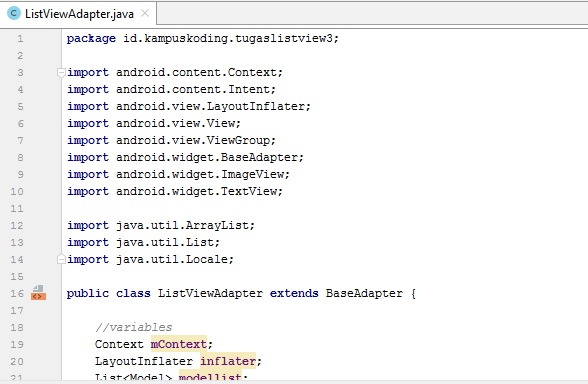 ListViewAdapter.java
1 package id.kampuskoding.tugaslistview3;
2
3 import android.content.Context;
4 import android.content.Intent;
5 import android.view.LayoutInflater;
6 import android.view.View;
7 import android.view.ViewGroup;
8 import android.widget.BaseAdapter;
9 import android.widget.ImageView;
10 import android.widget.TextView;
11
12 import java.util.ArrayList;
13 import java.util.List;
14 import java.util.Locale;
15
16 public class ListViewAdapter extends BaseAdapter {
17
18 //variables
19 Context mContext;
20 LayoutInflater inflater;
21 List<Model> modellist;